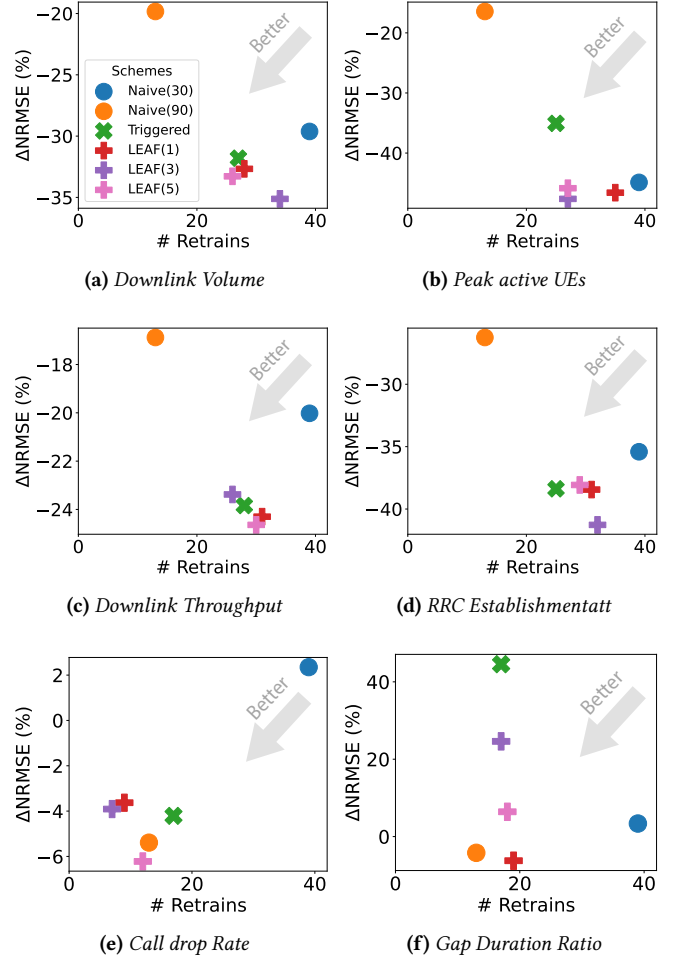 −20
−25
−30
−35
ΔNRMSE (%)
Better
Schemes
Naive(30)
Naive(90)
Triggered
LEAF(1)
LEAF(3)
LEAF(5)
0
20
40
# Retrains
(a) Downlink Volume
−20
−30
−40
ΔNRMSE (%)
Better
0
20
40
# Retrains
(b) Peak active UEs
−18
−20
−22
−24
ΔNRMSE (%)
Better
0
20
40
# Retrains
(c) Downlink Throughput
−30
−35
−40
ΔNRMSE (%)
Better
0
20
40
# Retrains
(d) RRC Establishmentatt
2
0
−2
−4
−6
ΔNRMSE (%)
Better
0
20
40
# Retrains
(e) Call drop Rate
40
20
0
ΔNRMSE (%)
Better
0
20
40
# Retrains
(f) Gap Duration Ratio